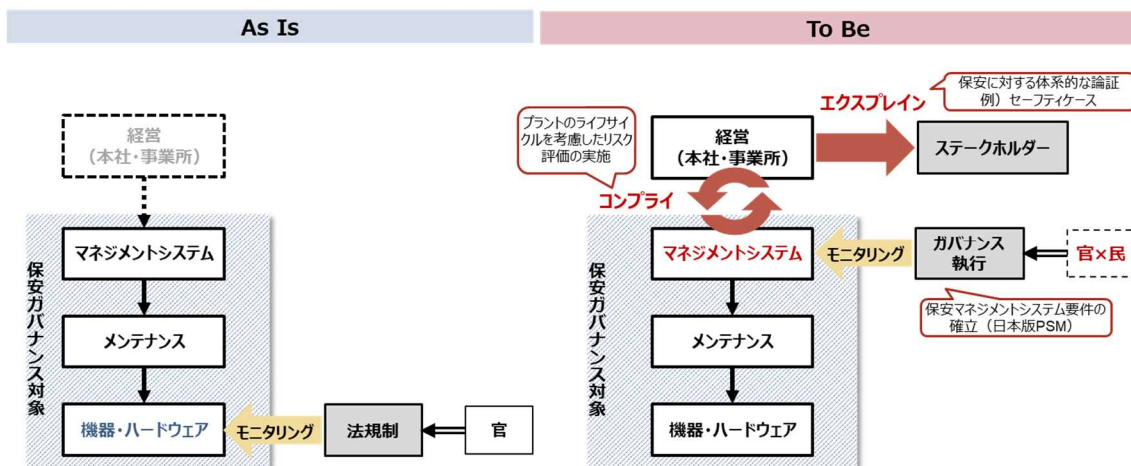 As Is
経営
(本社・事業所)
マネジメントシステム
メンテナンス
機器・ハードウェア
保安ガバナンス対象
モニタリング
法規制
官
To Be
プラントのライフサイ
クルを考慮したリスク
評価の実施
経営
(本社・事業所)
エクスプレイン
保安に対する体系的な論証
例）セーフティケース
ステークホルダー
コンプライ
マネジメントシステム
メンテナンス
機器・ハードウェア
保安ガバナンス対象
モニタリング
ガバナンス
執行
官×民
保安マネジメントシステム要件の
確立（日本版PSM）